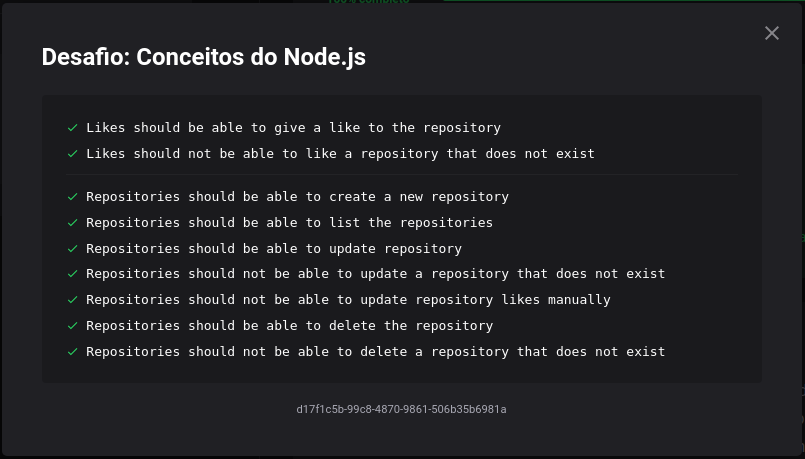 100% completo
Desafio: Conceitos do Node.js
Likes should be able to give a like to the repository
Likes should not be able to like a repository that does not exist
Repositories should be able to create a new repository
Repositories should be able to list the repositories
Repositories should be able to update repository
Repositories should not be able to update a repository that does not exist
Repositories should not be able to update repository likes manually
Repositories should be able to delete the repository
Repositories should not be able to delete a repository that does not exist
d17f1c5b-99c8-4870-9861-506b35b6981a